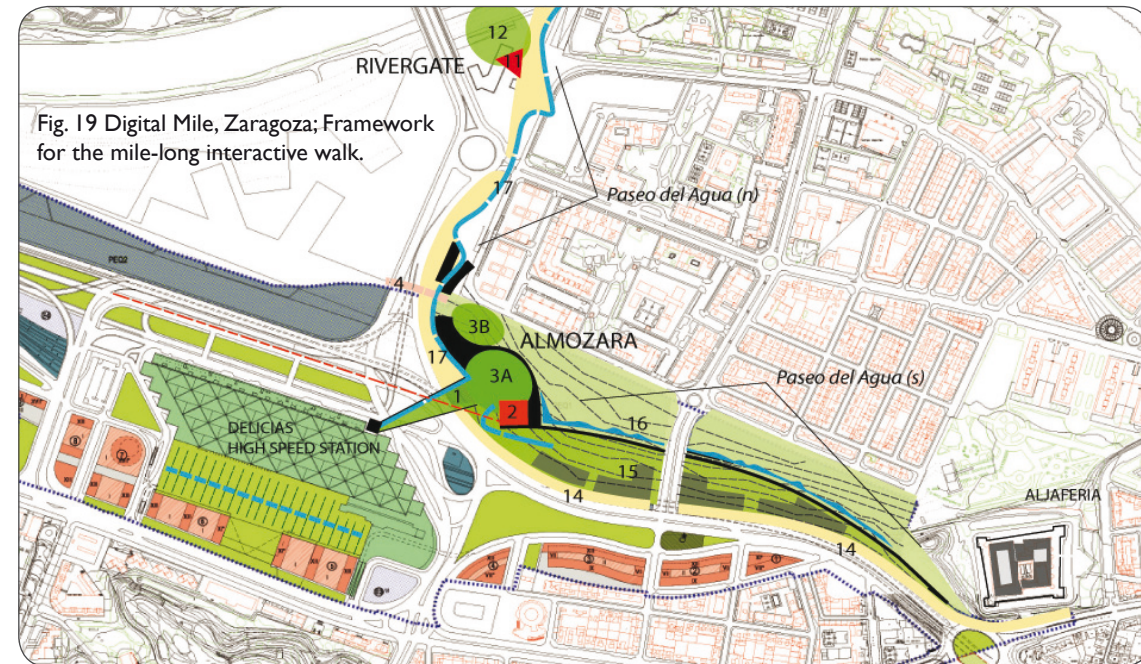 12
11
RIVERGATE
Fig. 19 Digital Mile, Zaragoza; Framework
for the mile-long interactive walk.
17
Paseo del Agua (n)
PEQ2
4
3B
ALMOZARA
17
3A
Paseo del Agua (s)
1
2
16
DELICIAS
HIGH SPEED STATION
15
14
ALJAFERIA
14